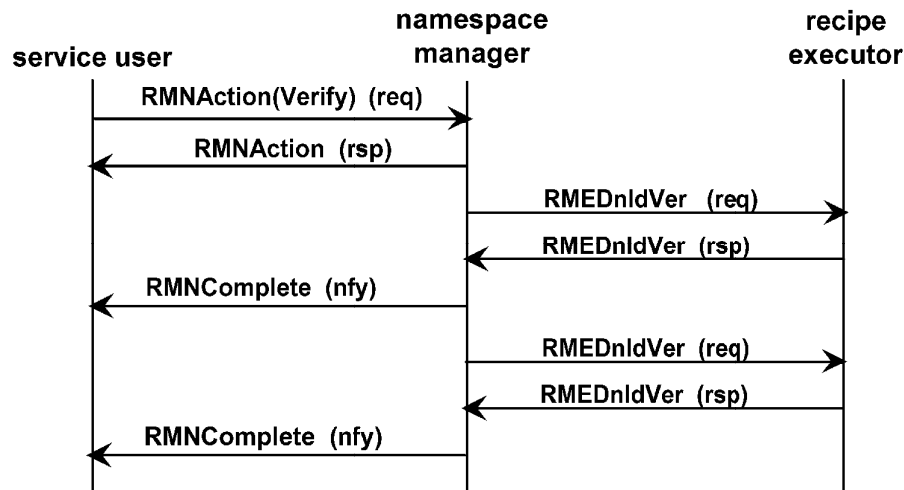 service user
namespace
manager
recipe
executor
RMNAction(Verify) (req)
RMNAction (rsp)
RMEDnldVer (req)
RMEDnldVer (rsp)
RMNComplete (nfy)
RMEDnldVer (req)
RMEDnldVer (rsp)
RMNComplete (nfy)